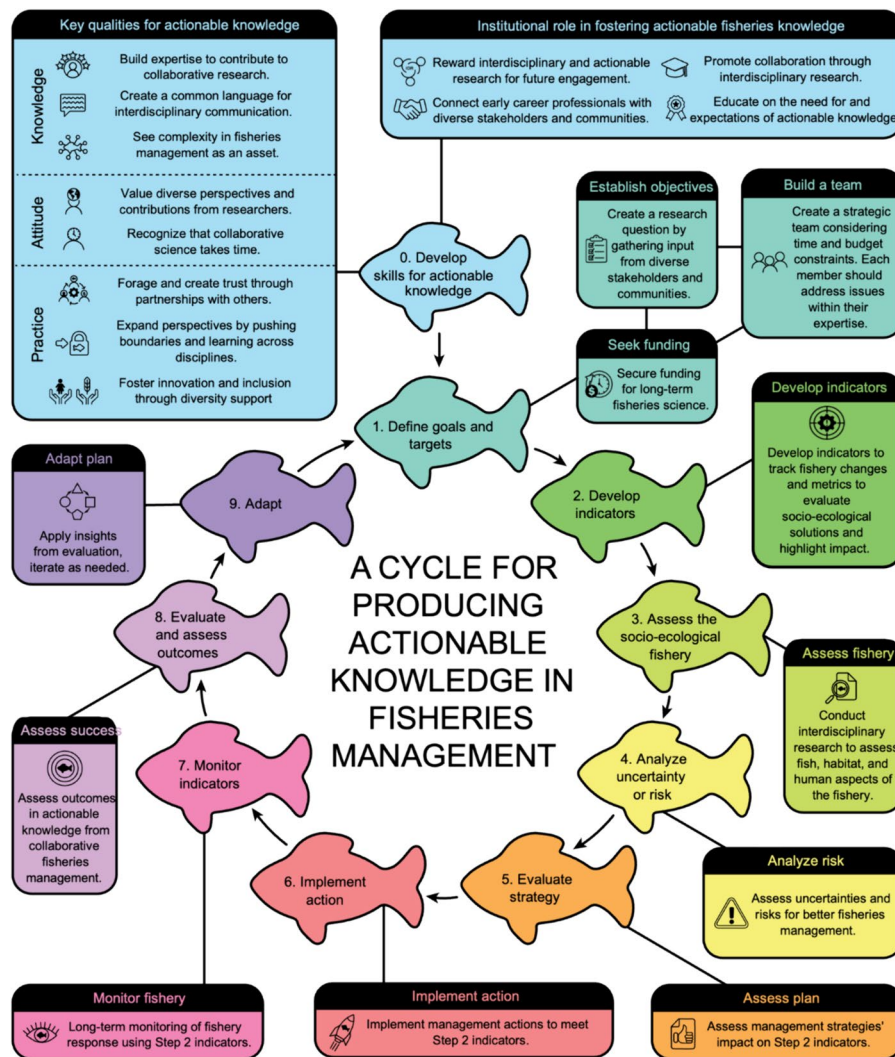 Key qualities for actionable knowledge
Knowledge
Build expertise to contribute to
collaborative research.
Create a common language for
interdisciplinary communication.
See complexity in fisheries
management as an asset.
Attitude
Value diverse perspectives and
contributions from researchers.
Recognize that collaborative
science takes time.
Practice
Forage and create trust through
partnerships with others.
Expand perspectives by pushing
boundaries and learning across
disciplines.
Foster innovation and inclusion
through diversity support
Institutional role in fostering actionable fisheries knowledge
Reward interdisciplinary and actionable
research for future engagement.
Connect early career professionals with
diverse stakeholders and communities.
Promote collaboration through
interdisciplinary research.
Educate on the need for and
expectations of actionable knowledge
0. Develop
skills for actionable
knowledge
Establish objectives
Create a research
question by
gathering input
from diverse
stakeholders and
communities.
Build a team
Create a strategic
team considering
time and budget
constraints. Each
member should
address issues
within their
expertise.
Seek funding
Secure funding
for long-term
fisheries science.
1. Define goals and
targets
Develop indicators
Develop indicators to
track fishery changes
and metrics to
evaluate
socio-ecological
solutions and
highlight impact.
2. Develop
indicators
3. Assess the
socio-ecological
fishery
Assess fishery
Conduct
interdisciplinary
research to assess
fish, habitat, and
human aspects of
the fishery.
4. Analyze
uncertainty
or risk
Analyze risk
Assess uncertainties and
risks for better fisheries
management.
5. Evaluate
strategy
Assess plan
Assess management strategies'
impact on Step 2 indicators.
6. Implement
action
Implement action
Implement management actions to meet
Step 2 indicators.
7. Monitor
indicators
Monitor fishery
Long-term monitoring of fishery
response using Step 2 indicators.
8. Evaluate
and assess
outcomes
Assess success
Assess outcomes
in actionable
knowledge from
collaborative
fisheries
management.
9. Adapt
Adapt plan
Apply insights
from evaluation,
iterate as needed.
A CYCLE FOR
PRODUCING
ACTIONABLE
KNOWLEDGE IN
FISHERIES
MANAGEMENT